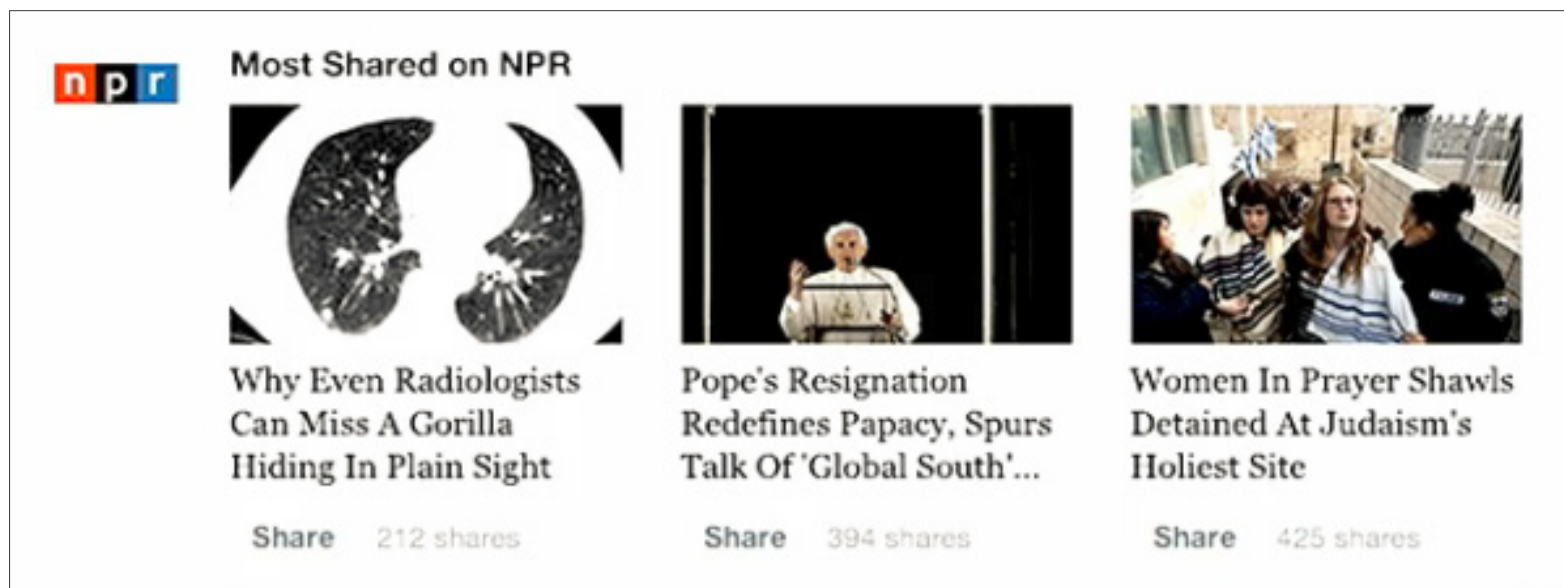 npr
Most Shared on NPR
Why Even Radiologists
Can Miss A Gorilla
Hiding In Plain Sight
Share 212 shares
Pope's Resignation
Redefines Papacy, Spurs
Talk Of 'Global South'...
Share 394 shares
Women In Prayer Shawls
Detained At Judaism's
Holiest Site
Share 425 shares